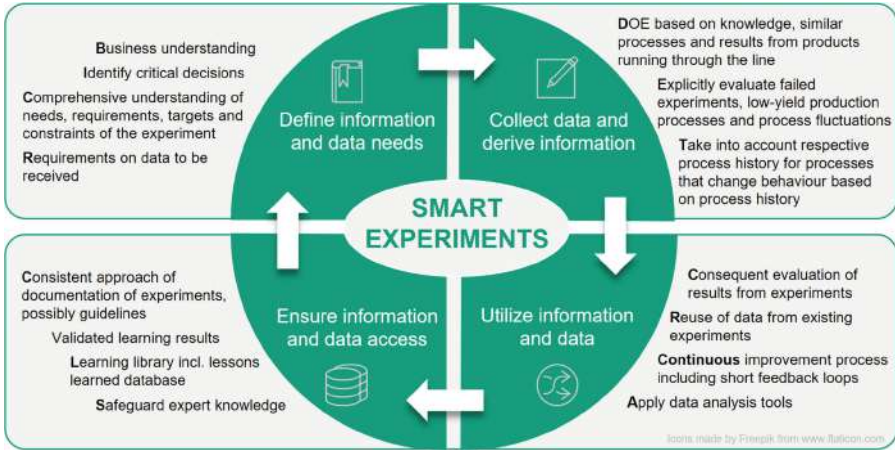 Business understanding
Identify critical decisions
Comprehensive understanding of
needs, requirements, targets and
constraints of the experiment
Requirements on data to be
received
Define information
and data needs
Collect data and
derive information
DOE based on knowledge, similar
processes and results from products
running through the line
Explicitly evaluate failed
experiments, low-yield production
processes and process fluctuations
Take into account respective
process history for processes
that change behaviour based
on process history
SMART
EXPERIMENTS
Consistent approach of
documentation of experiments,
possibly guidelines
Validated learning results
Learning library incl. lessons
learned database
Safeguard expert knowledge
Ensure information
and data access
Utilize information
and data
Consequent evaluation of
results from experiments
Reuse of data from existing
experiments
Continuous improvement process
including short feedback loops
Apply data analysis tools
Icons made by Freepik from www.flaticon.com